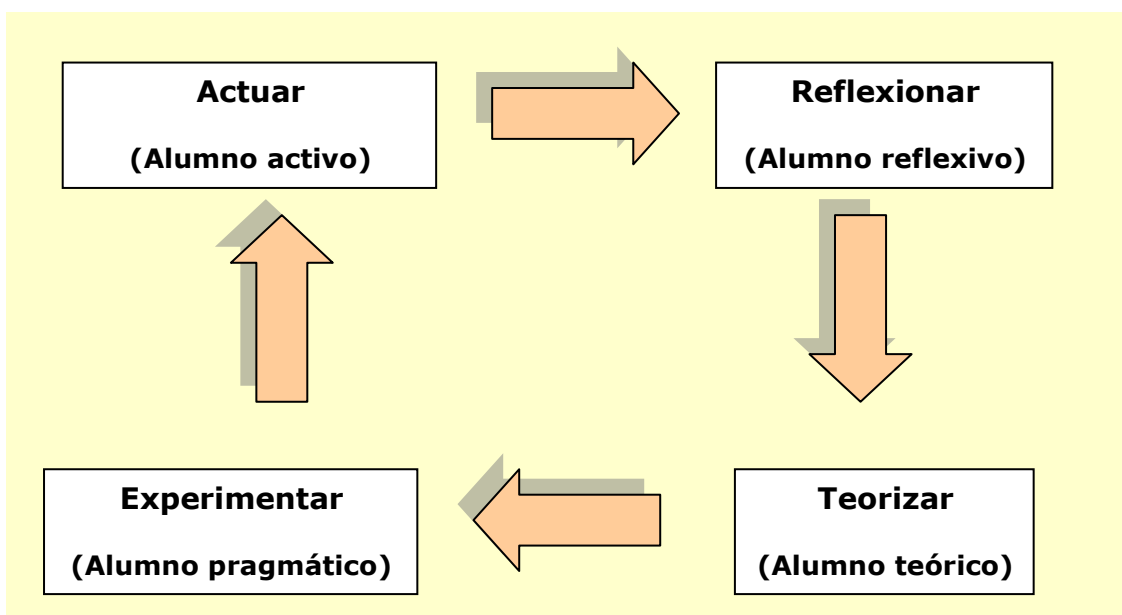 Actuar
(Alumno activo)
Reflexionar
(Alumno reflexivo)
Experimentar
(Alumno pragmático)
Teorizar
(Alumno teórico)